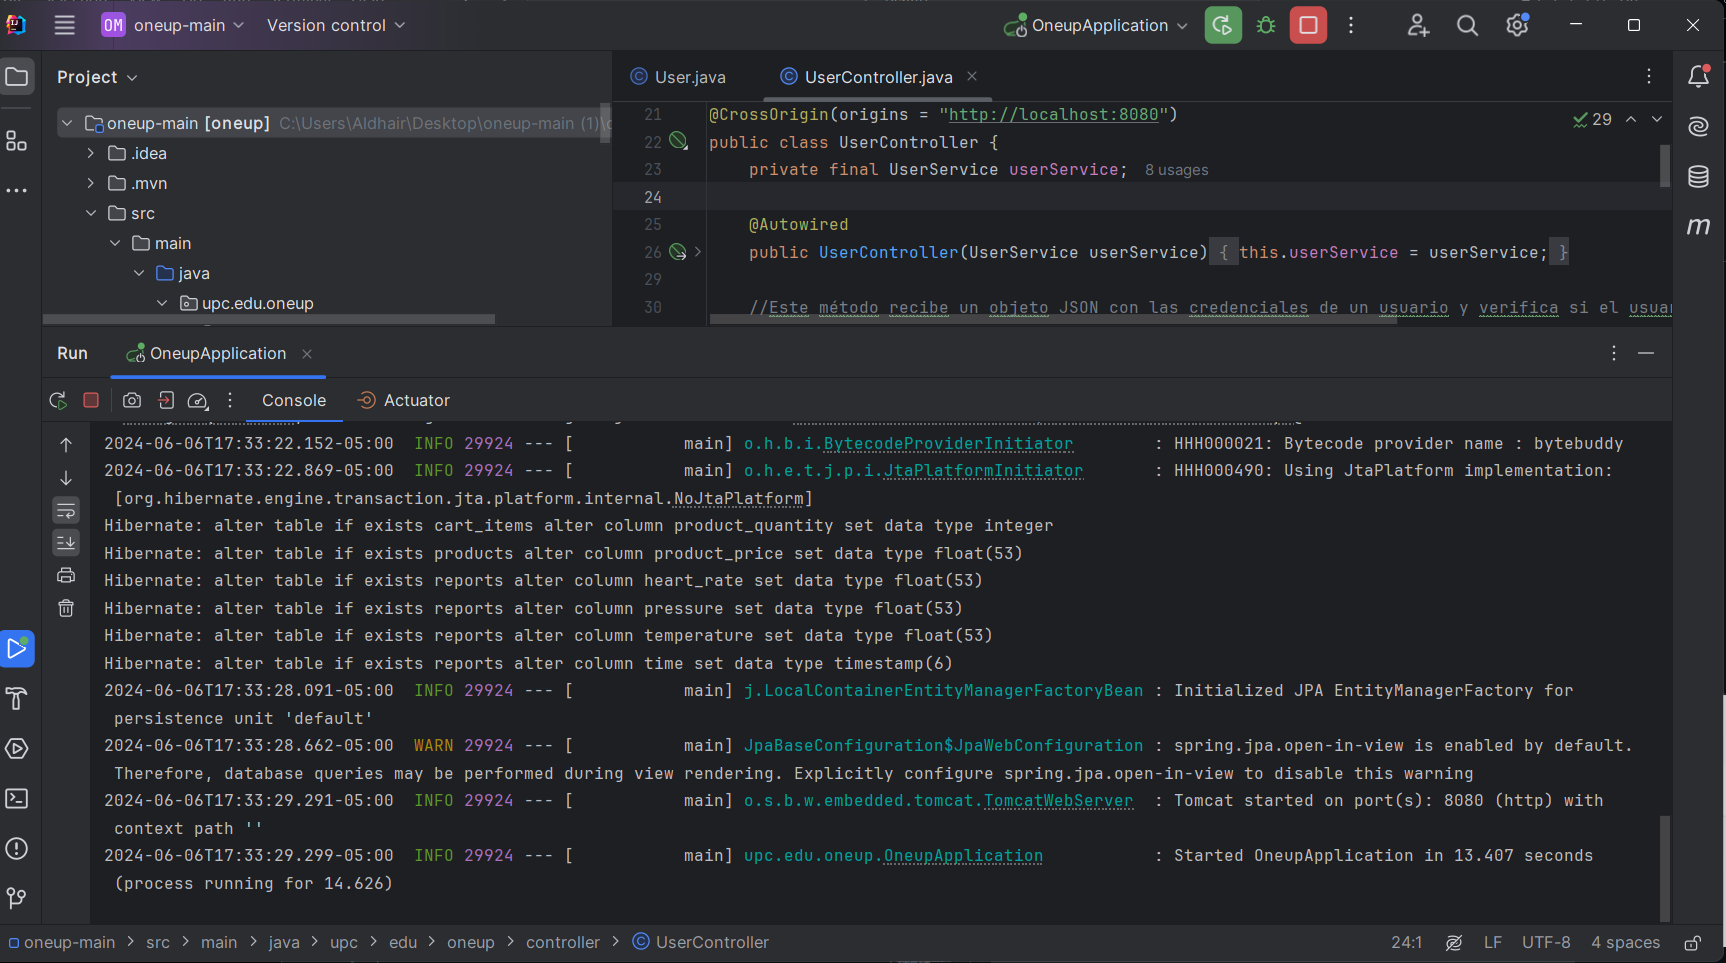 OM oneup-main Version control OneupApplication
Project
User.java UserController.java
oneup-main [oneup] C:\Users\Aldhair\Desktop\oneup-main (1)\
.idea
.mvn
src
main
java
upc.edu.oneup
29
21 @CrossOrigin(origins = "http://localhost:8080")
22 public class UserController {
23 private final UserService userService; 8 usages
24
25 @Autowired
26 public UserController(UserService userService) { this.userService = userService; }
29
30 //Este método recibe un objeto JSON con las credenciales de un usuario y verifica si el usua
Run OneupApplication
Console Actuator
2024-06-06T17:33:22.152-05:00 INFO 29924 --- [ main] o.h.b.i.BytecodeProviderInitiator : HHH000021: Bytecode provider name : bytebuddy
2024-06-06T17:33:22.869-05:00 INFO 29924 --- [ main] o.h.e.t.j.p.i.JtaPlatformInitiator : HHH000490: Using JtaPlatform implementation:
[org.hibernate.engine.transaction.jta.platform.internal.NoJtaPlatform]
Hibernate: alter table if exists cart_items alter column product_quantity set data type integer
Hibernate: alter table if exists products alter column product_price set data type float(53)
Hibernate: alter table if exists reports alter column heart_rate set data type float(53)
Hibernate: alter table if exists reports alter column pressure set data type float(53)
Hibernate: alter table if exists reports alter column temperature set data type float(53)
Hibernate: alter table if exists reports alter column time set data type timestamp(6)
2024-06-06T17:33:28.091-05:00 INFO 29924 --- [ main] j.LocalContainerEntityManagerFactoryBean : Initialized JPA EntityManagerFactory for
persistence unit 'default'
2024-06-06T17:33:28.662-05:00 WARN 29924 --- [ main] JpaBaseConfiguration$JpaWebConfiguration : spring.jpa.open-in-view is enabled by default.
Therefore, database queries may be performed during view rendering. Explicitly configure spring.jpa.open-in-view to disable this warning
2024-06-06T17:33:29.291-05:00 INFO 29924 --- [ main] o.s.b.w.embedded.tomcat.TomcatWebServer : Tomcat started on port(s): 8080 (http) with
context path ''
2024-06-06T17:33:29.299-05:00 INFO 29924 --- [ main] upc.edu.oneup.OneupApplication : Started OneupApplication in 13.407 seconds
(process running for 14.626)
oneup-main > src > main > java > upc > edu > oneup > controller > UserController 24:1 LF UTF-8 4 spaces